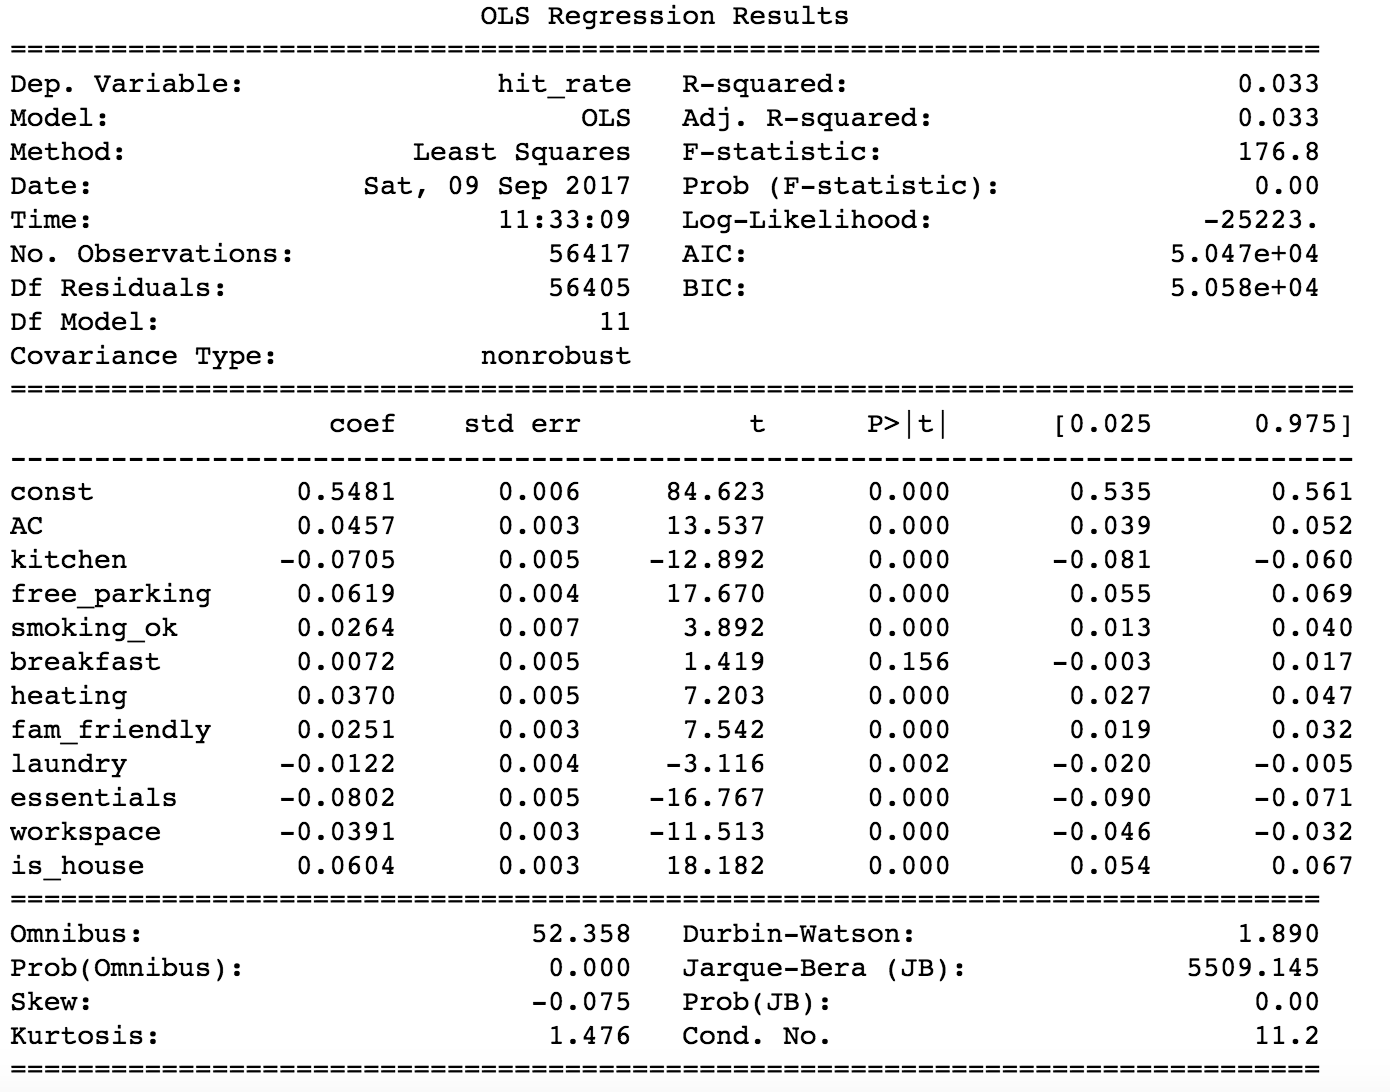 OLS Regression Results
==============================================================================
Dep. Variable:               hit_rate   R-squared:                       0.033
Model:                            OLS   Adj. R-squared:                  0.033
Method:                 Least Squares   F-statistic:                     176.8
Date:                Sat, 09 Sep 2017   Prob (F-statistic):               0.00
Time:                        11:33:09   Log-Likelihood:                -25223.
No. Observations:               56417   AIC:                         5.047e+04
Df Residuals:                   56405   BIC:                         5.058e+04
Df Model:                          11
Covariance Type:            nonrobust
================================================================================
                   coef    std err          t      P>|t|      [0.025      0.975]
--------------------------------------------------------------------------------
const            0.5481      0.006     84.623      0.000       0.535       0.561
AC               0.0457      0.003     13.537      0.000       0.039       0.052
kitchen         -0.0705      0.005    -12.892      0.000      -0.081      -0.060
free_parking     0.0619      0.004     17.670      0.000       0.055       0.069
smoking_ok       0.0264      0.007      3.892      0.000       0.013       0.040
breakfast        0.0072      0.005      1.419      0.156      -0.003       0.017
heating          0.0370      0.005      7.203      0.000       0.027       0.047
fam_friendly     0.0251      0.003      7.542      0.000       0.019       0.032
laundry         -0.0122      0.004     -3.116      0.002      -0.020      -0.005
essentials      -0.0802      0.005    -16.767      0.000      -0.090      -0.071
workspace       -0.0391      0.003    -11.513      0.000      -0.046      -0.032
is_house         0.0604      0.003     18.182      0.000       0.054       0.067
==============================================================================
Omnibus:                       52.358   Durbin-Watson:                   1.890
Prob(Omnibus):                  0.000   Jarque-Bera (JB):             5509.145
Skew:                          -0.075   Prob(JB):                         0.00
Kurtosis:                       1.476   Cond. No.                         11.2
==============================================================================